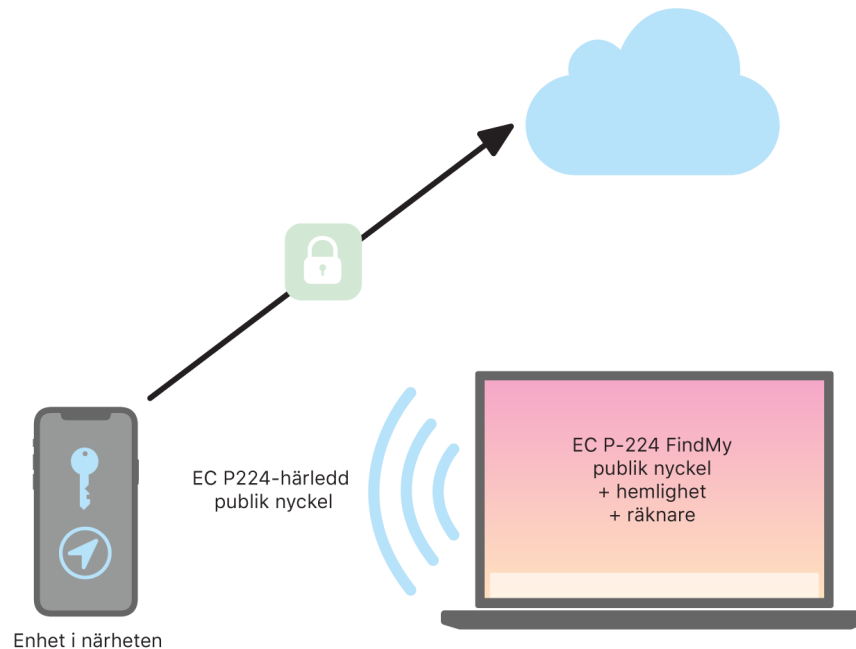 EC P224-härledd
publik nyckel
EC P-224 FindMy
publik nyckel
+ hemlighet
+ räknare
Enhet i närheten